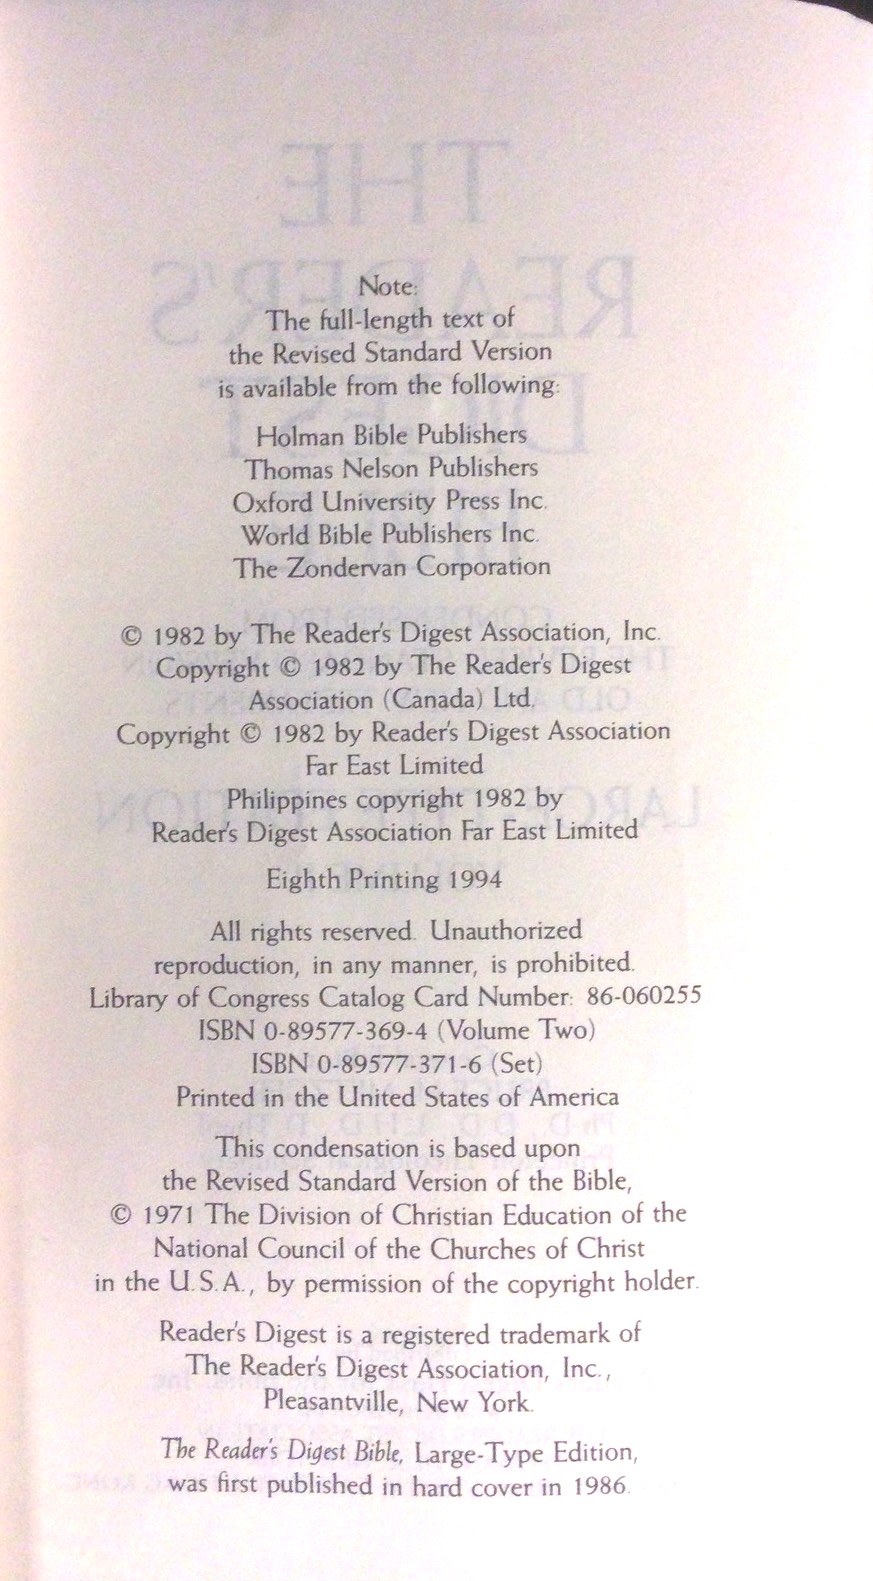 Note:
The full-length text of
the Revised Standard Version
is available from the following:
Holman Bible Publishers
Thomas Nelson Publishers
Oxford University Press Inc.
World Bible Publishers Inc.
The Zondervan Corporation
© 1982 by The Reader's Digest Association, Inc.
Copyright © 1982 by The Reader's Digest
Association (Canada) Ltd.
Copyright © 1982 by Reader's Digest Association
Far East Limited
Philippines copyright 1982 by
Reader's Digest Association Far East Limited
Eighth Printing 1994
All rights reserved. Unauthorized
reproduction, in any manner, is prohibited.
Library of Congress Catalog Card Number: 86-060255
ISBN 0-89577-369-4 (Volume Two)
ISBN 0-89577-371-6 (Set)
Printed in the United States of America
This condensation is based upon
the Revised Standard Version of the Bible,
© 1971 The Division of Christian Education of the
National Council of the Churches of Christ
in the U.S.A., by permission of the copyright holder.
Reader's Digest is a registered trademark of
The Reader's Digest Association, Inc.,
Pleasantville, New York.
The Reader's Digest Bible, Large-Type Edition,
was first published in hard cover in 1986.